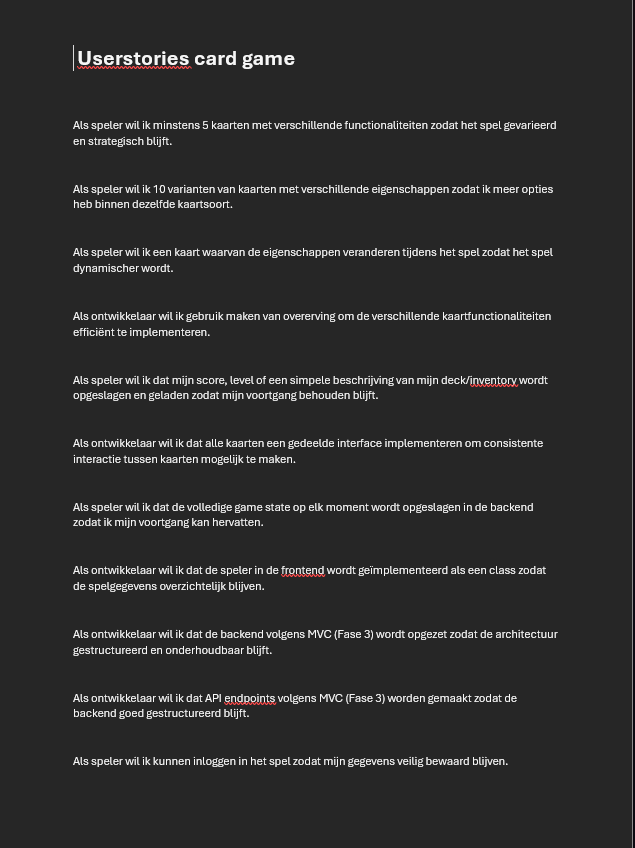 Userstories card game
Als speler wil ik minstens 5 kaarten met verschillende functionaliteiten zodat het spel gevarieerd
en strategisch blijft.
Als speler wil ik 10 varianten van kaarten met verschillende eigenschappen zodat ik meer opties
heb binnen dezelfde kaartsoort.
Als speler wil ik een kaart waarvan de eigenschappen veranderen tijdens het spel zodat het spel
dynamischer wordt.
Als ontwikkelaar wil ik gebruik maken van overerving om de verschillende kaartfunctionaliteiten
efficiënt te implementeren.
Als speler wil ik dat mijn score, level of een simpele beschrijving van mijn deck/inventory wordt
opgeslagen en geladen zodat mijn voortgang behouden blijft.
Als ontwikkelaar wil ik dat alle kaarten een gedeelde interface implementeren om consistente
interactie tussen kaarten mogelijk te maken.
Als speler wil ik dat de volledige game state op elk moment wordt opgeslagen in de backend
zodat ik mijn voortgang kan hervatten.
Als ontwikkelaar wil ik dat de speler in de frontend wordt geïmplementeerd als een class zodat
de spelgegevens overzichtelijk blijven.
Als ontwikkelaar wil ik dat de backend volgens MVC (Fase 3) wordt opgezet zodat de architectuur
gestructureerd en onderhoudbaar blijft.
Als ontwikkelaar wil ik dat API endpoints volgens MVC (Fase 3) worden gemaakt zodat de
backend goed gestructureerd blijft.
Als speler wil ik kunnen inloggen in het spel zodat mijn gegevens veilig bewaard blijven.